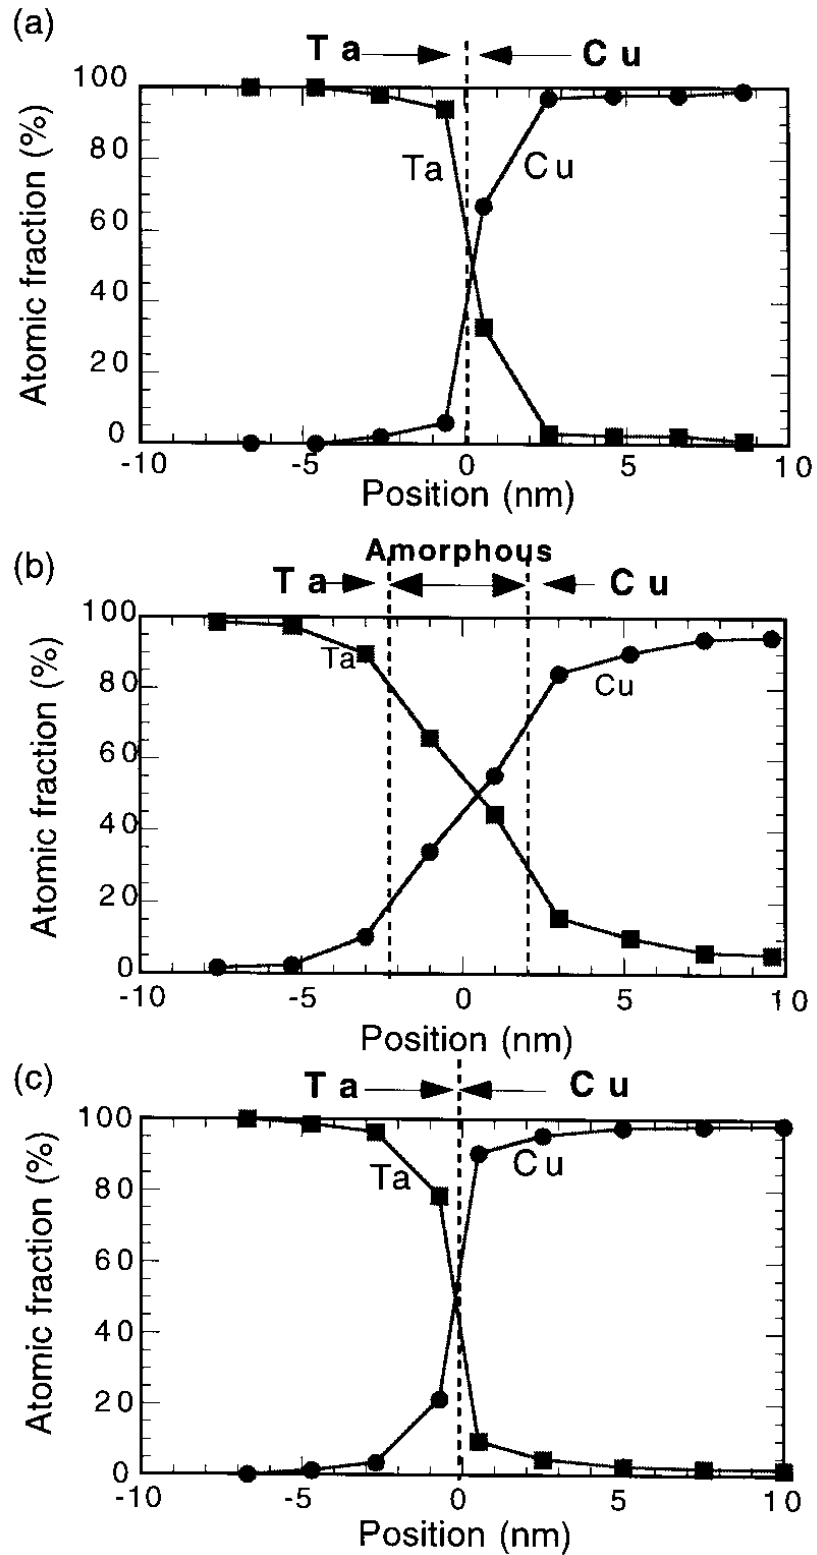 (a)
Ta Cu
100
80
60
40
20
0
Ta
Cu
Atomic fraction (%)
-10 -5 0 5 10
Position (nm)
(b)
Amorphous
Ta Cu
100
80
60
40
20
0
Ta
Cu
Atomic fraction (%)
-10 -5 0 5 10
Position (nm)
(c)
Ta Cu
100
80
60
40
20
0
Ta
Cu
Atomic fraction (%)
-10 -5 0 5 10
Position (nm)